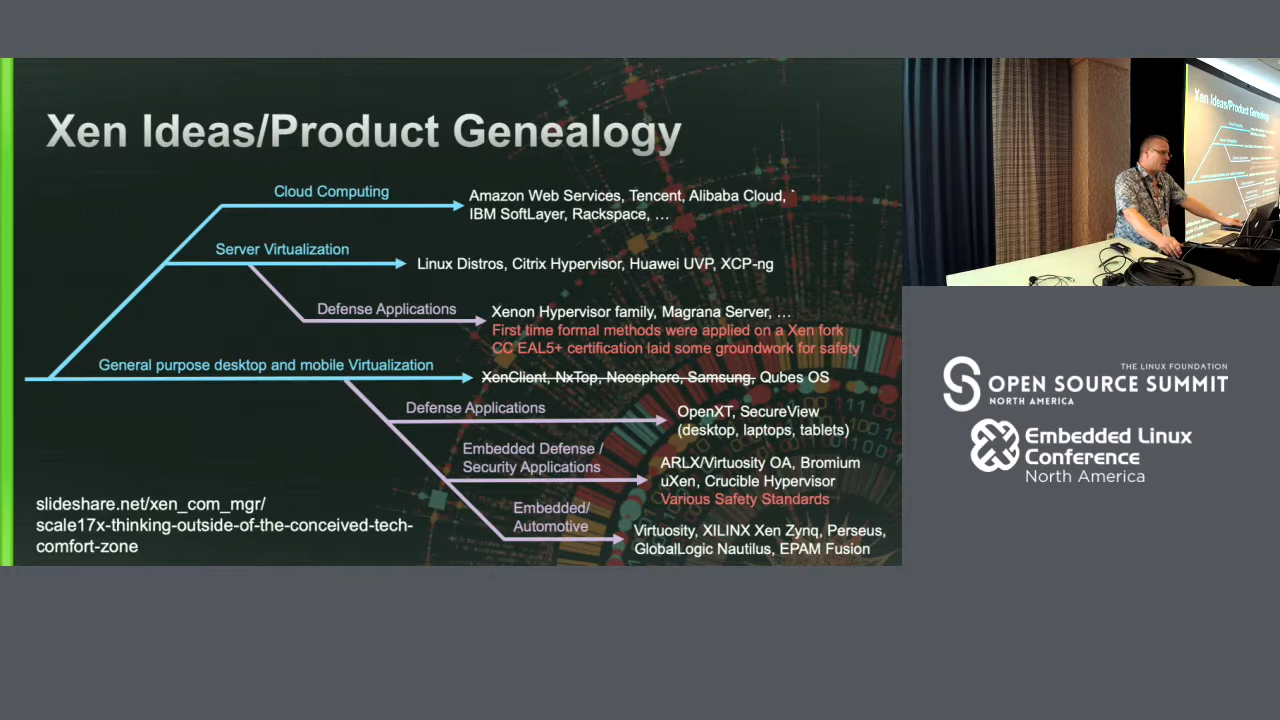 Xen Ideas/Product Genealogy
Cloud Computing
Amazon Web Services, Tencent, Alibaba Cloud, `
IBM SoftLayer, Rackspace, …
Server Virtualization
Linux Distros, Citrix Hypervisor, Huawei UVP, XCP-ng
Defense Applications
Xenon Hypervisor family, Magrana Server, …
First time formal methods were applied on a Xen fork
CC EAL5+ certification laid some groundwork for safety
General purpose desktop and mobile Virtualization
XenClient, NxTop, Neosphere, Samsung, Qubes OS
Defense Applications
OpenXT, SecureView
(desktop, laptops, tablets)
Embedded Defense /
Security Applications
ARLX/Virtuosity OA, Bromium
uXen, Crucible Hypervisor
Various Safety Standards
Embedded/
Automotive
Virtuosity, XILINX Xen Zynq, Perseus,
GlobalLogic Nautilus, EPAM Fusion
slideshare.net/xen_com_mgr/
scale17x-thinking-outside-of-the-conceived-tech-
comfort-zone
Xen Ideas/Product Genealogy
THE LINUX FOUNDATION
OPEN SOURCE SUMMIT
NORTH AMERICA
Embedded Linux
Conference
North America